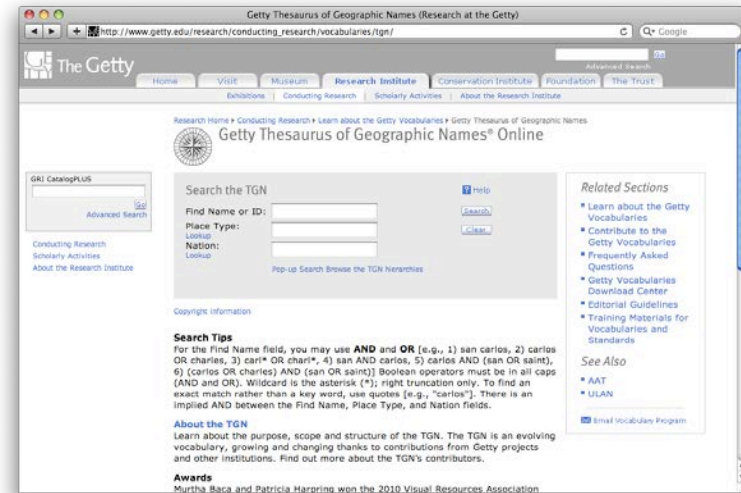 Getty Thesaurus of Geographic Names (Research at the Getty)
http://www.getty.edu/research/conducting_research/vocabularies/tgn/
Google
The Getty
Go
Advanced Search
Home Visit Museum Research Institute Conservation Institute Foundation The Trust
Exhibitions | Conducting Research | Scholarly Activities | About the Research Institute
Research Home Conducting Research Learn about the Getty Vocabularies Getty Thesaurus of Geographic Names
Getty Thesaurus of Geographic Names® Online
GRI CatalogPLUS
Go
Advanced Search
Conducting Research
Scholarly Activities
About the Research Institute
Search the TGN
? Help
Find Name or ID:
Search
Place Type:
Lookup
Clear
Nation:
Lookup
Pop-up Search Browse the TGN hierarchies
Copyright Information
Search Tips
For the Find Name field, you may use AND and OR [e.g., 1) san carlos, 2) carlos
OR charles, 3) carl* OR charl*, 4) san AND carlos, 5) carlos AND (san OR saint),
6) (carlos OR charles) AND (san OR saint)] Boolean operators must be in all caps
(AND and OR). Wildcard is the asterisk (*); right truncation only. To find an
exact match rather than a key word, use quotes [e.g., "carlos"]. There is an
implied AND between the Find Name, Place Type, and Nation fields.
About the TGN
Learn about the purpose, scope and structure of the TGN. The TGN is an evolving
vocabulary, growing and changing thanks to contributions from Getty projects
and other institutions. Find out more about the TGN's contributors.
Awards
Murtha Baca and Patricia Harpring won the 2010 Visual Resources Association
Related Sections
Learn about the Getty
Vocabularies
Contribute to the
Getty Vocabularies
Frequently Asked
Questions
Getty Vocabularies
Download Center
Editorial Guidelines
Training Materials for
Vocabularies and
Standards
See Also
AAT
ULAN
Email Vocabulary Program